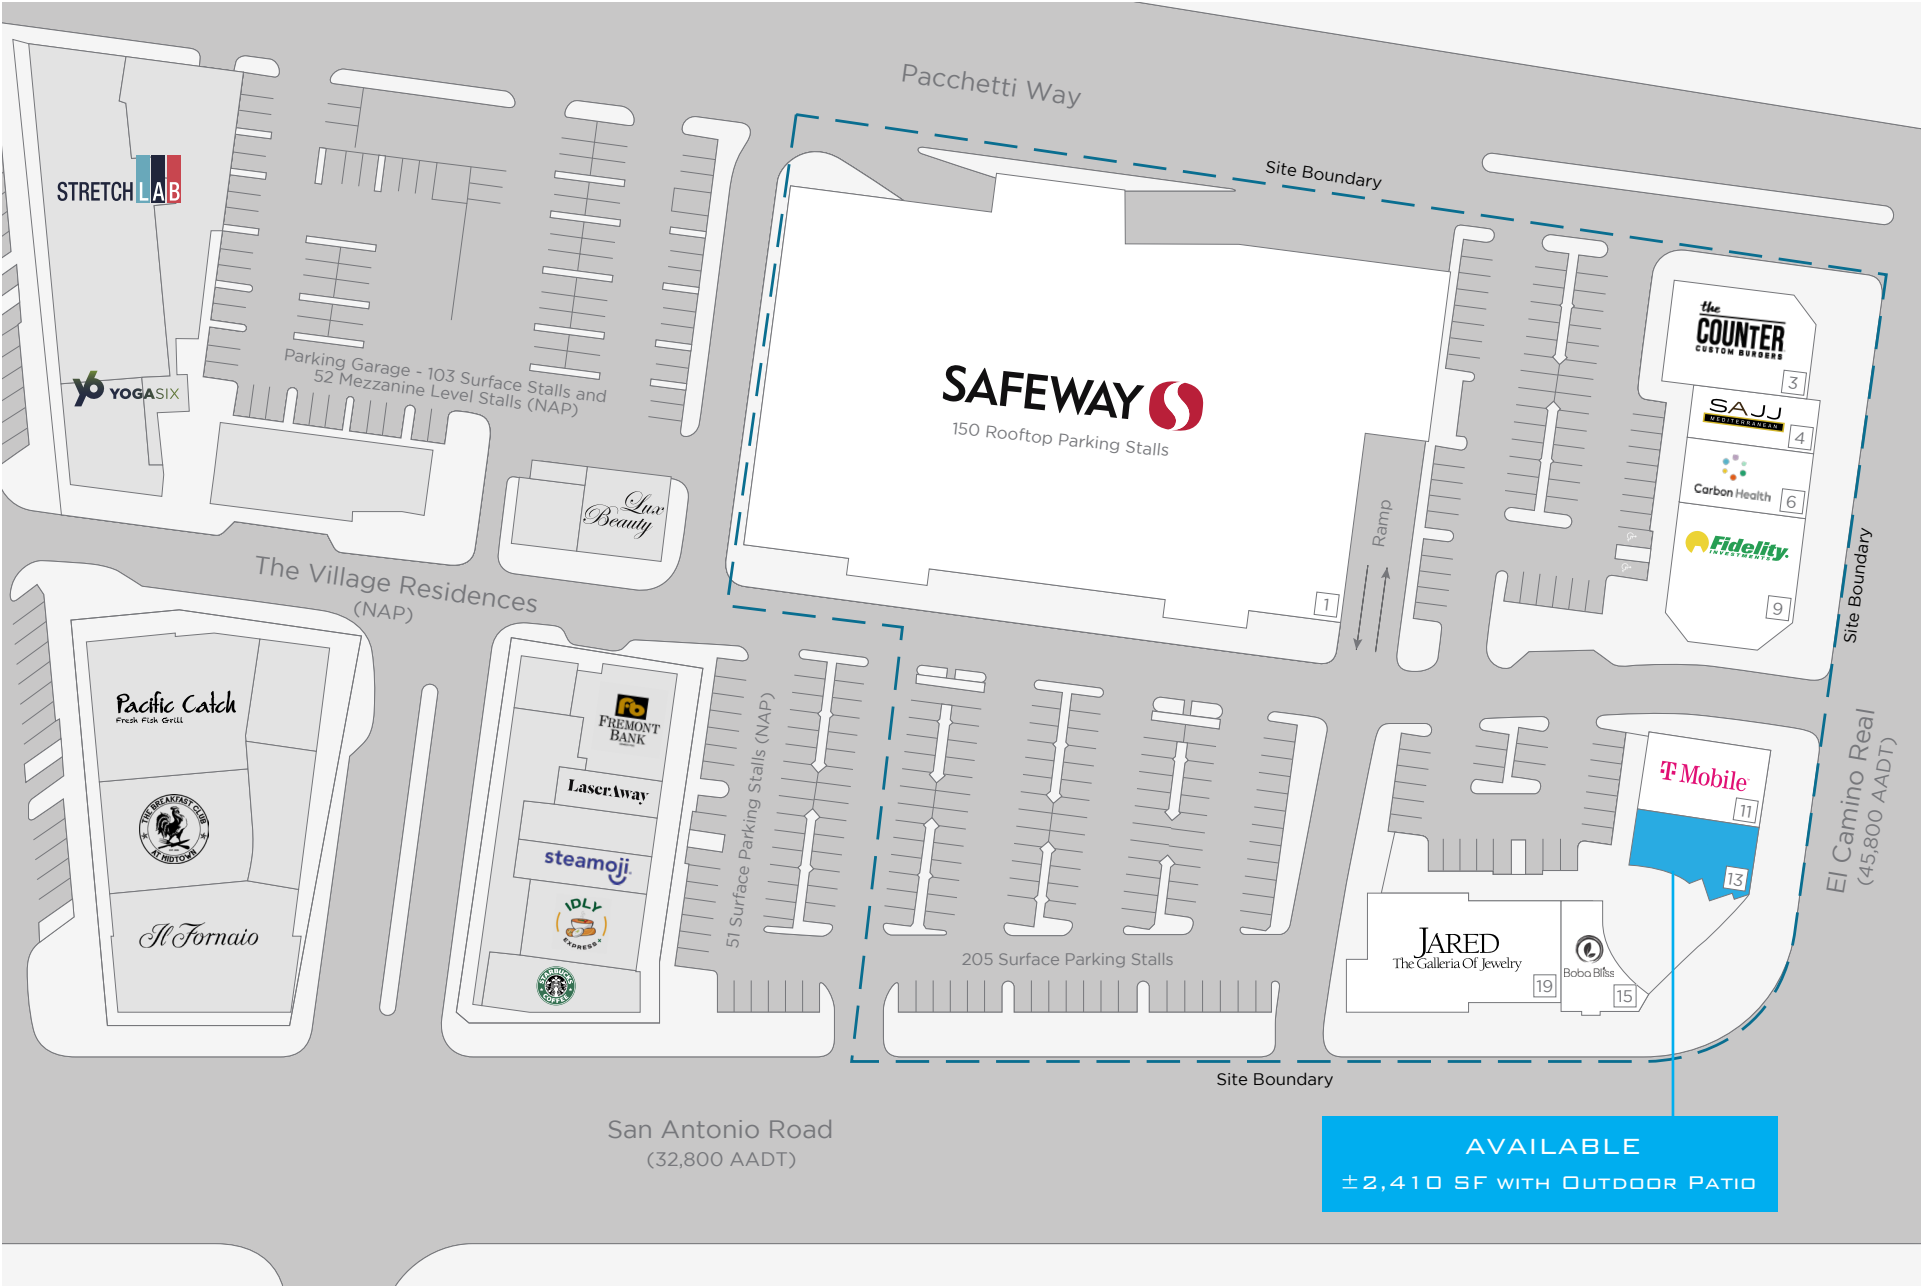 Pacchetti Way
Site Boundary
STRETCH LAB
YOGASIX
Parking Garage - 103 Surface Stalls and
52 Mezzanine Level Stalls (NAP)
SAFEWAY
150 Rooftop Parking Stalls
1
Ramp
the
COUNTER
CUSTOM BURGERS
3
SAJJ
MEDITERRANEAN
4
Carbon Health
6
Fidelity
INVESTMENTS
9
Site Boundary
Lux
Beauty
The Village Residences
(NAP)
Pacific Catch
Fresh Fish Grill
THE BREAKFAST CLUB
AT MIDTOWN
Il Fornaio
FREMONT
BANK
LaserAway
steamoji
IDLY
EXPRESS
STARBUCKS
COFFEE
51 Surface Parking Stalls (NAP)
205 Surface Parking Stalls
T Mobile
11
13
JARED
The Galleria Of Jewelry
19
Boba Bliss
15
El Camino Real
(45,800 AADT)
Site Boundary
San Antonio Road
(32,800 AADT)
AVAILABLE
±2,410 SF with Outdoor Patio